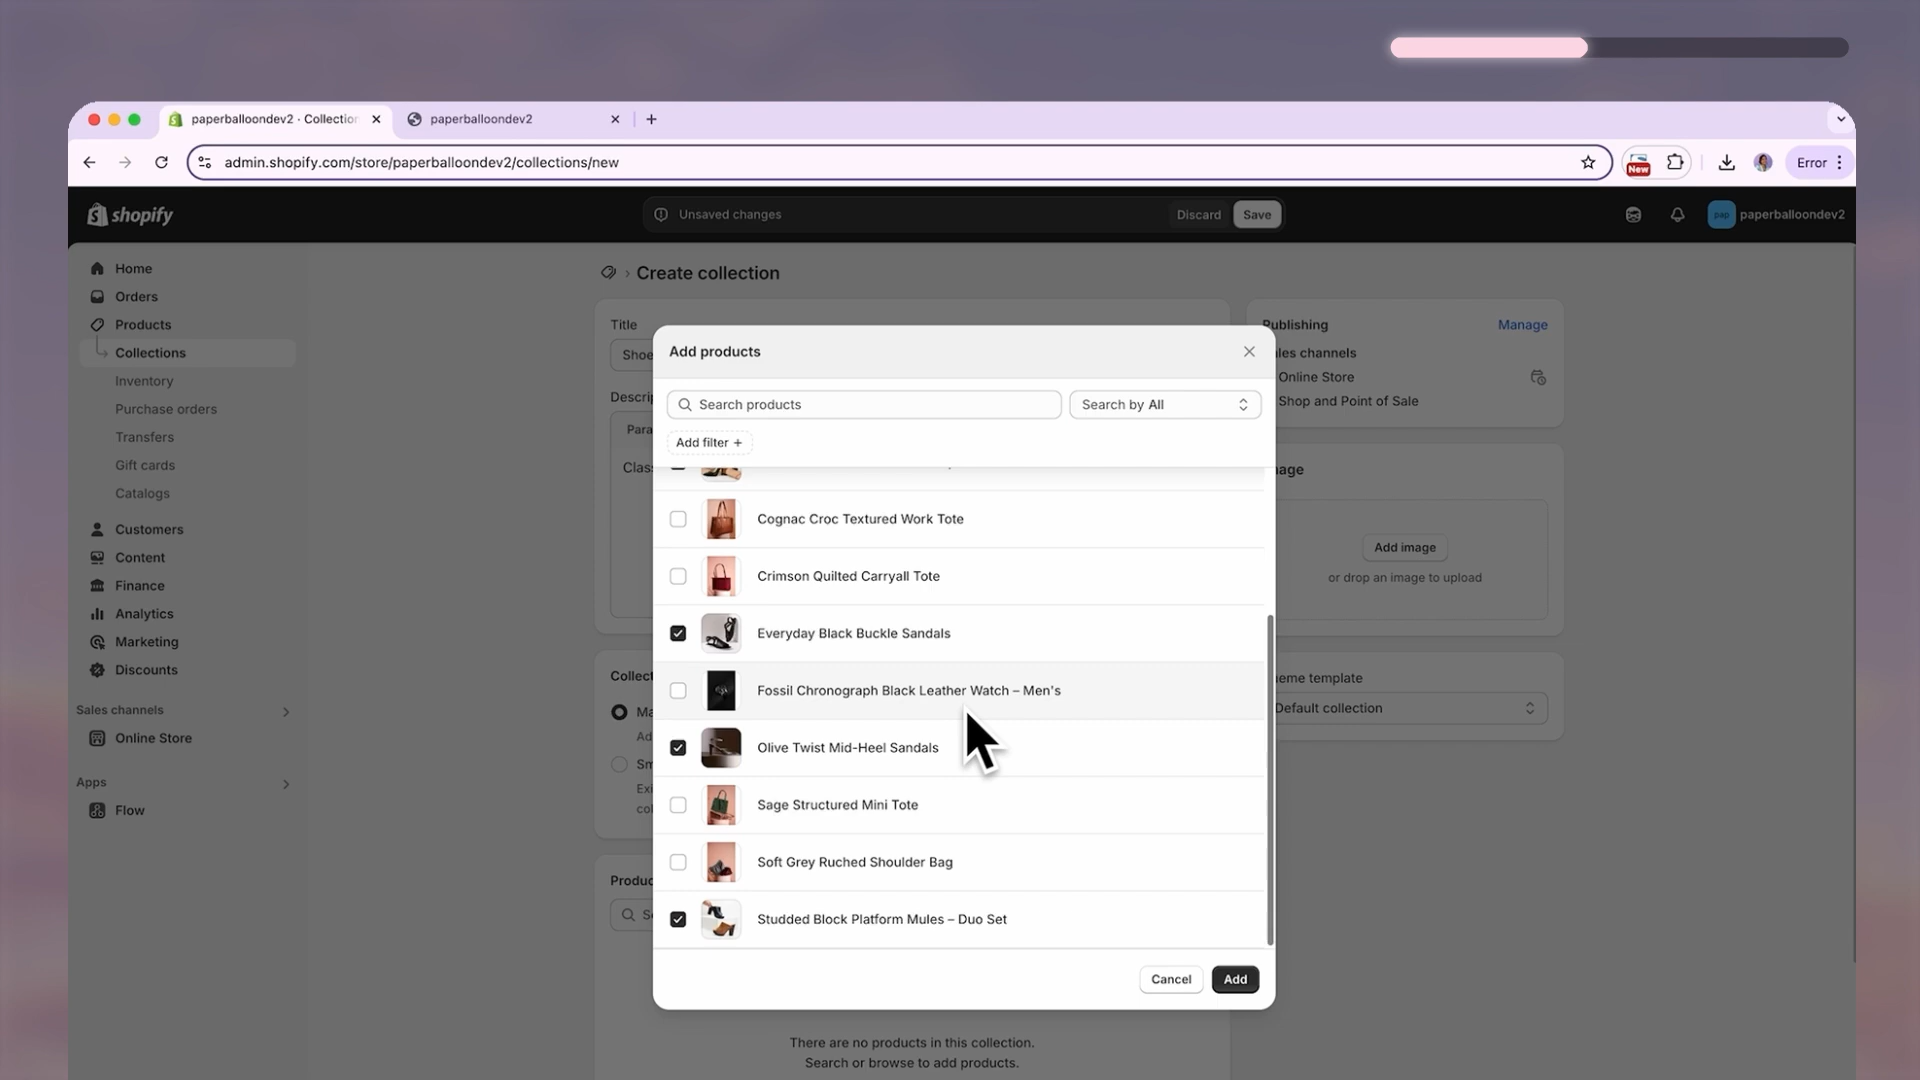 paperballoondev2 · Collection
paperballoondev2
admin.shopify.com/store/paperballoondev2/collections/new
New
Error
shopify
Unsaved changes
Discard
Save
pap
paperballoondev2
Home
Orders
Products
Collections
Inventory
Purchase orders
Transfers
Gift cards
Catalogs
Customers
Content
Finance
Analytics
Marketing
Discounts
Sales channels
Online Store
Apps
Flow
Create collection
Title
Shoe
Descrip
Para
Clas
Collect
Ma
Ad
Sm
Exi
col
Produc
Se
There are no products in this collection.
Search or browse to add products.
Add products
Search products
Search by All
Add filter +
Cognac Croc Textured Work Tote
Crimson Quilted Carryall Tote
Everyday Black Buckle Sandals
Fossil Chronograph Black Leather Watch – Men's
Olive Twist Mid-Heel Sandals
Sage Structured Mini Tote
Soft Grey Ruched Shoulder Bag
Studded Block Platform Mules – Duo Set
Cancel
Add
Publishing
Manage
les channels
Online Store
Shop and Point of Sale
age
Add image
or drop an image to upload
eme template
Default collection